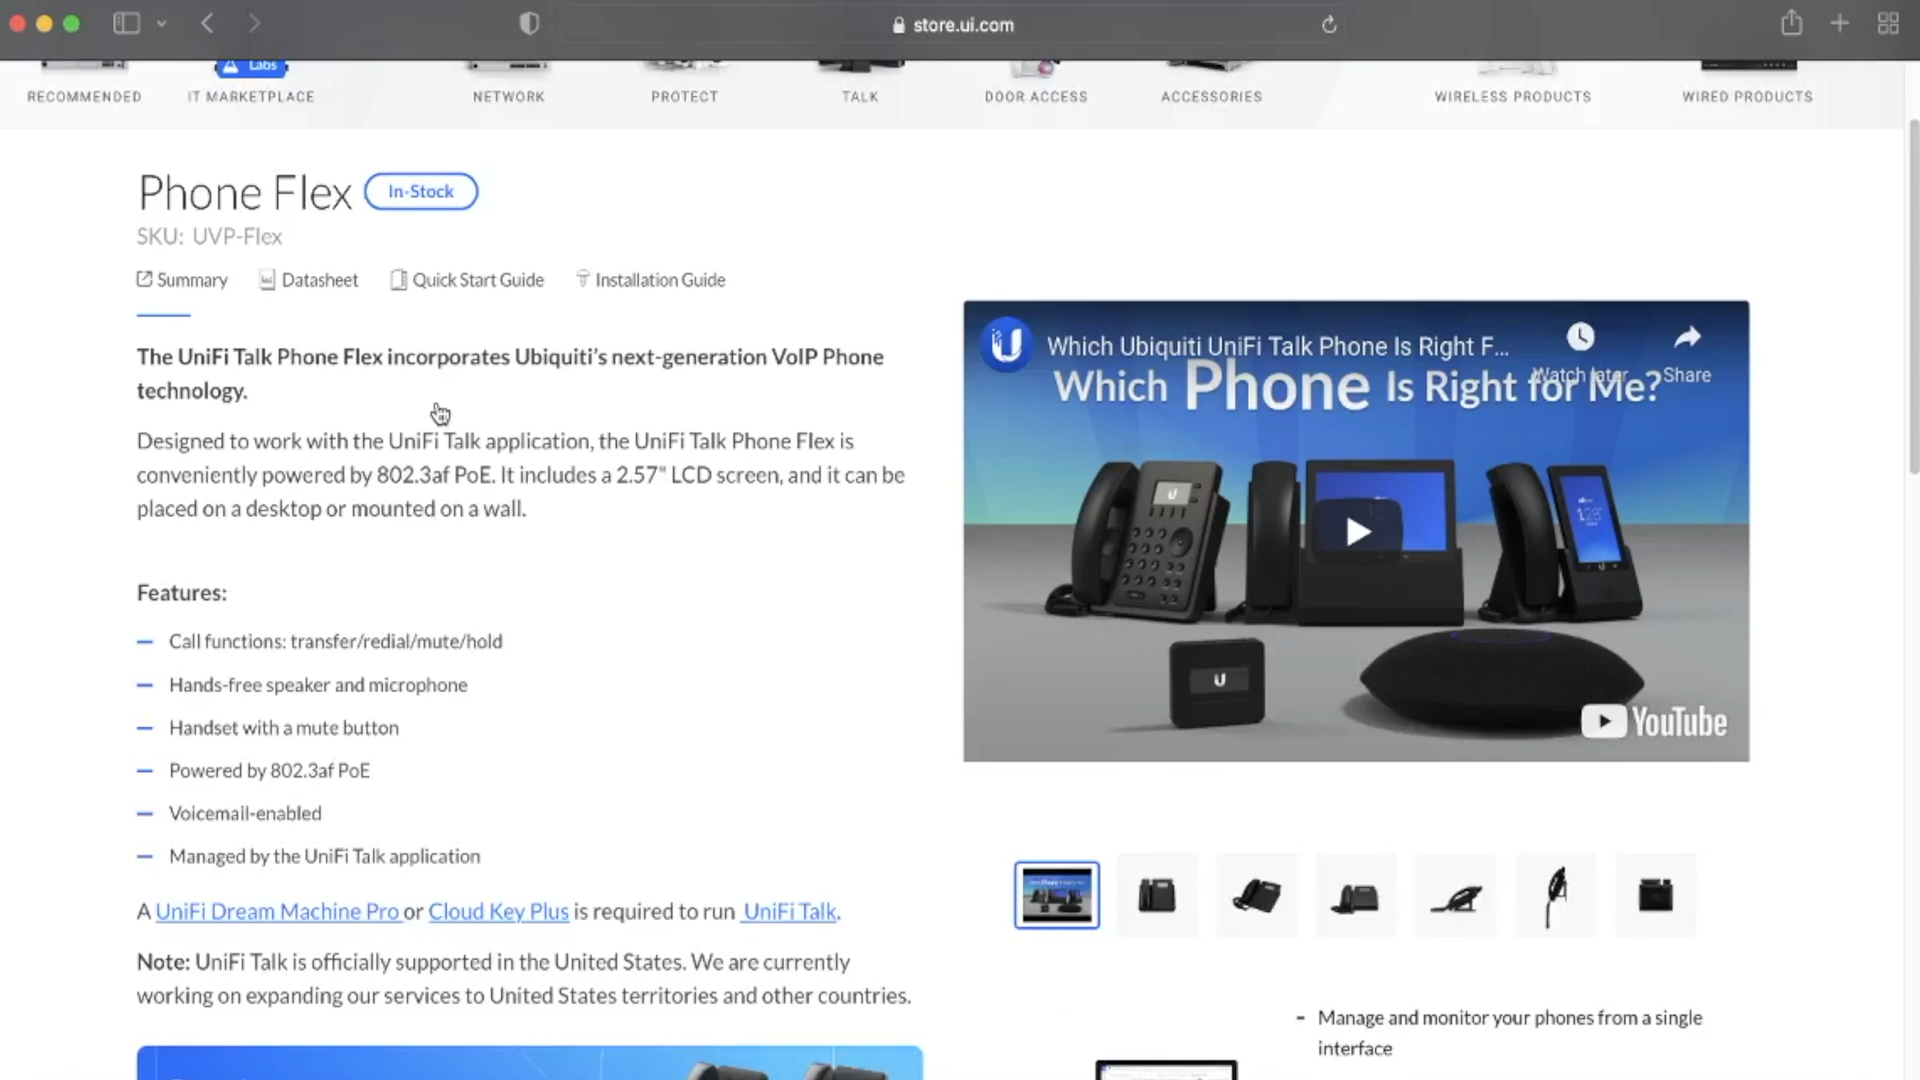 store.ui.com
Labs
RECOMMENDED
IT MARKETPLACE
NETWORK
PROTECT
TALK
DOOR ACCESS
ACCESSORIES
WIRELESS PRODUCTS
WIRED PRODUCTS
Phone Flex In-Stock
SKU: UVP-Flex
Summary
Datasheet
Quick Start Guide
Installation Guide
The UniFi Talk Phone Flex incorporates Ubiquiti's next-generation VoIP Phone
technology.
Designed to work with the UniFi Talk application, the UniFi Talk Phone Flex is
conveniently powered by 802.3af PoE. It includes a 2.57" LCD screen, and it can be
placed on a desktop or mounted on a wall.
Features:
Call functions: transfer/redial/mute/hold
Hands-free speaker and microphone
Handset with a mute button
Powered by 802.3af PoE
Voicemail-enabled
Managed by the UniFi Talk application
A UniFi Dream Machine Pro or Cloud Key Plus is required to run UniFi Talk.
Note: UniFi Talk is officially supported in the United States. We are currently
working on expanding our services to United States territories and other countries.
Which Ubiquiti UniFi Talk Phone Is Right F...
Watch later
Share
Which Phone Is Right for Me?
YouTube
- Manage and monitor your phones from a single
interface